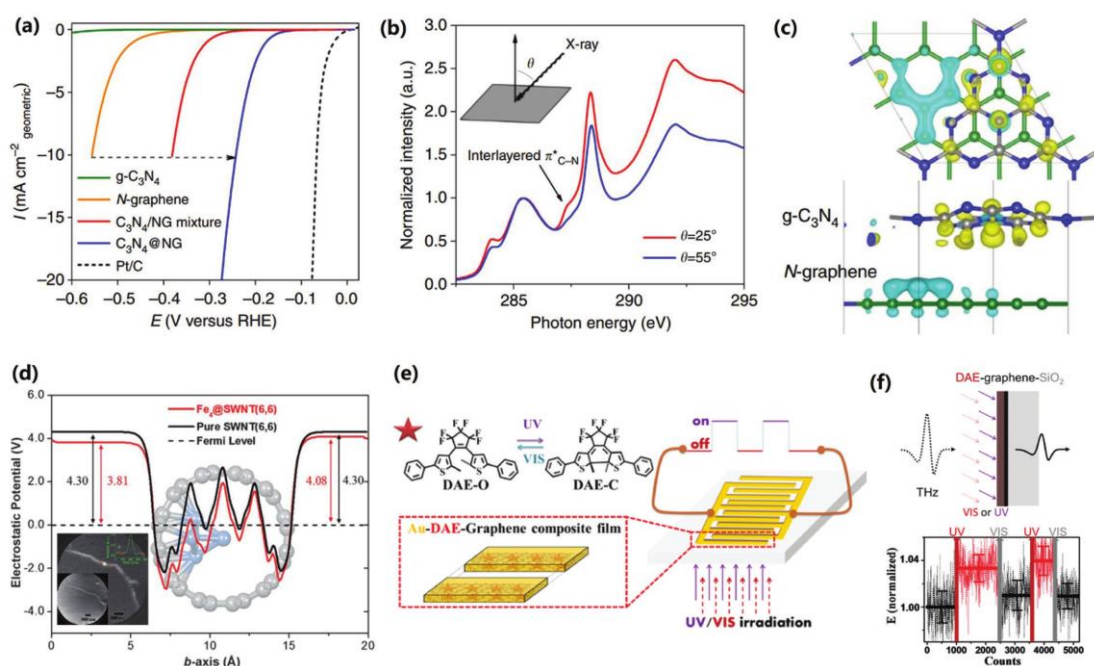 (a)
0
−5
−10
−15
−20
I (mA cm−2 geometric)
g-C3N4
N-graphene
C3N4/NG mixture
C3N4@NG
Pt/C
−0.6 −0.5 −0.4 −0.3 −0.2 −0.1 0.0
E (V versus RHE)
(b)
3.0
2.5
2.0
1.5
1.0
0.5
0.0
Normalized intensity (a.u.)
X-ray
θ
Interlayered π*C–N
θ=25°
θ=55°
285 290 292 295
Photon energy (eV)
(c)
g-C3N4
N-graphene
(d)
6.0
4.0
2.0
0.0
-2.0
-4.0
Electrostatic Potential (V)
Fe4@SWNT(6,6)
Pure SWNT(6,6)
Fermi Level
4.30 3.81 4.08 4.30
0 5 10 15 20
b-axis (Å)
(e)
F F F F F F
S S
DAE-O
UV
VIS
F F F F F F
S S
DAE-C
on
off
Au-DAE-Graphene composite film
UV/VIS irradiation
(f)
DAE-graphene-SiO2
THz
VIS or UV
UV VIS UV VIS
1.04
1.00
E (normalized)
0 1000 2000 3000 4000 5000
Counts